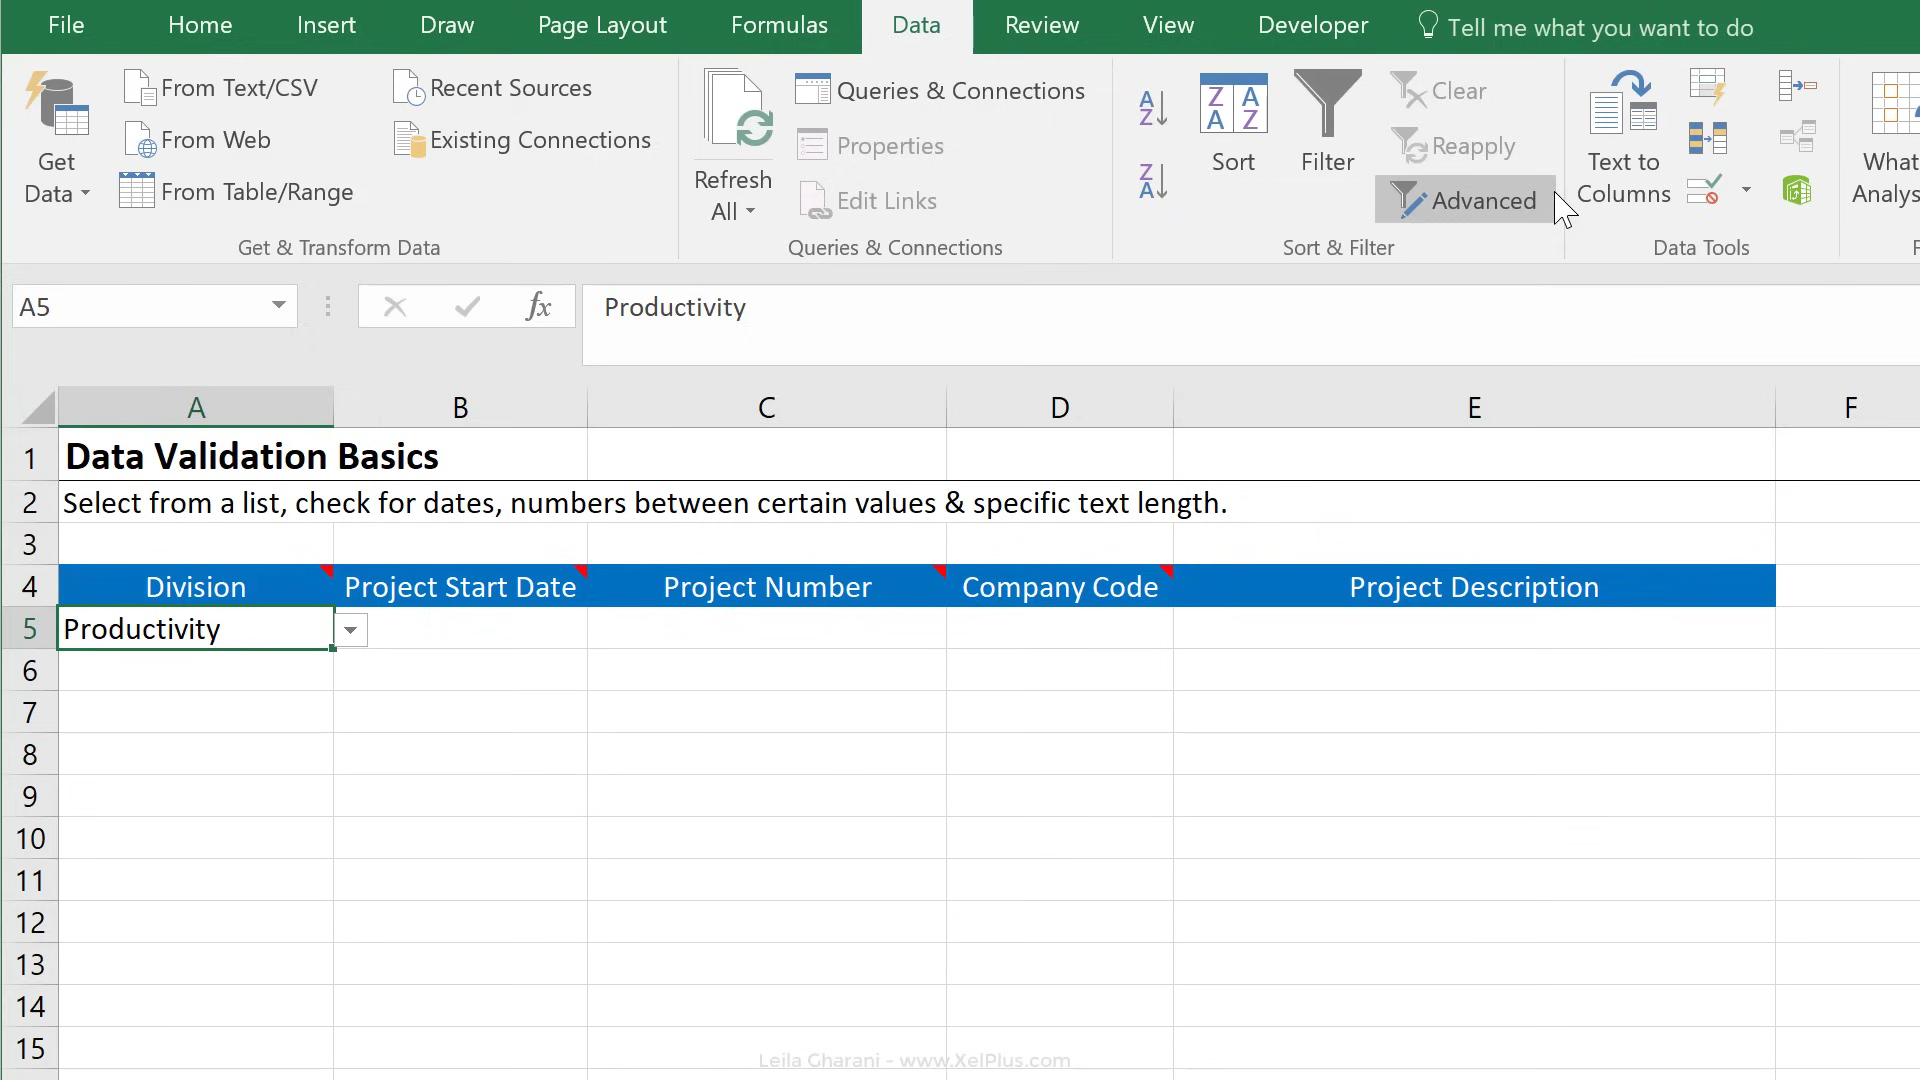 File Home Insert Draw Page Layout Formulas Data Review View Developer Tell me what you want to do
From Text/CSV Recent Sources
From Web Existing Connections
From Table/Range
Get
Data
Get & Transform Data
Refresh
All
Queries & Connections
Properties
Edit Links
Queries & Connections
A
Z
Z
A
Z A
A Z
Sort
Filter
Clear
Reapply
Advanced
Sort & Filter
Text to
Columns
Data Tools
What
Analys
F
A5 fx Productivity
A B C D E F
1 Data Validation Basics
2 Select from a list, check for dates, numbers between certain values & specific text length.
3
4 Division Project Start Date Project Number Company Code Project Description
5 Productivity
6
7
8
9
10
11
12
13
14
15
Leila Gharani - www.XelPlus.com